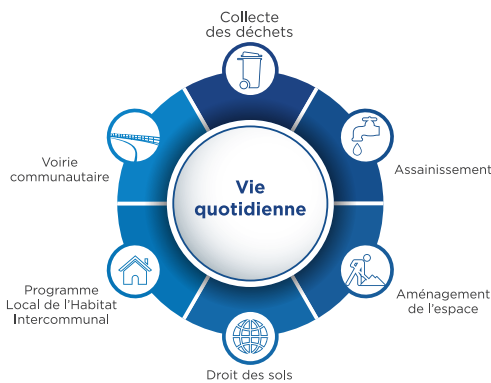 Collecte
des déchets
Assainissement
Aménagement
de l'espace
Droit des sols
Programme
Local de l'Habitat
Intercommunal
Voirie
communautaire
Vie
quotidienne